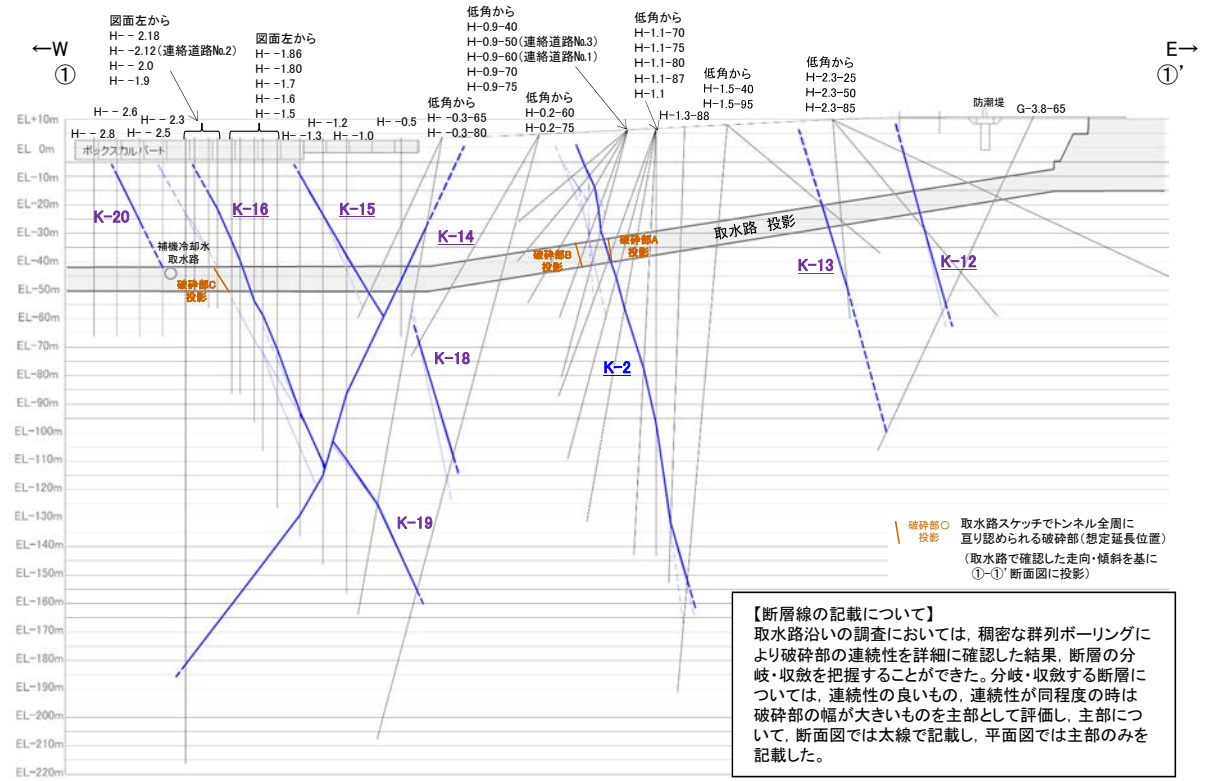 ←W
①
E→
①'
図面左から
H-－2.18
H-－2.12(連絡道路№2)
H-－2.0
H-－1.9
図面左から
H-－1.86
H-－1.80
H-－1.7
H-－1.6
H-－1.5
低角から
H-0.9-40
H-0.9-50(連絡道路№3)
H-0.9-60(連絡道路№1)
H-0.9-70
H-0.9-75
低角から
H-1.1-70
H-1.1-75
H-1.1-80
H-1.1-87
H-1.1
低角から
H-1.5-40
H-1.5-95
低角から
H-2.3-25
H-2.3-50
H-2.3-85
低角から
H-－0.3-65
H-－0.3-80
低角から
H-0.2-60
H-0.2-75
H-1.3-88
防潮堤
G-3.8-65
H-－2.8
H-－2.6
H-－2.5
H-－2.3
H-－1.3
H-－1.2
H-－1.0
H-－0.5
ボックスカルバート
EL+10m
EL 0m
EL-10m
EL-20m
EL-30m
EL-40m
EL-50m
EL-60m
EL-70m
EL-80m
EL-90m
EL-100m
EL-110m
EL-120m
EL-130m
EL-140m
EL-150m
EL-160m
EL-170m
EL-180m
EL-190m
EL-200m
EL-210m
EL-220m
K-20
K-16
K-15
K-14
K-13
K-12
K-18
K-2
K-19
補機冷却水
取水路
破砕部C
投影
破砕部B
投影
破砕部A
投影
取水路 投影
破砕部○
投影
取水路スケッチでトンネル全周に
亘り認められる破砕部(想定延長位置)
(取水路で確認した走向・傾斜を基に
①-①'断面図に投影)
【断層線の記載について】
取水路沿いの調査においては，稠密な群列ボーリングに
より破砕部の連続性を詳細に確認した結果，断層の分
岐・収斂を把握することができた。分岐・収斂する断層に
ついては，連続性の良いもの，連続性が同程度の時は
破砕部の幅が大きいものを主部として評価し，主部につ
いて，断面図では太線で記載し，平面図では主部のみを
記載した。